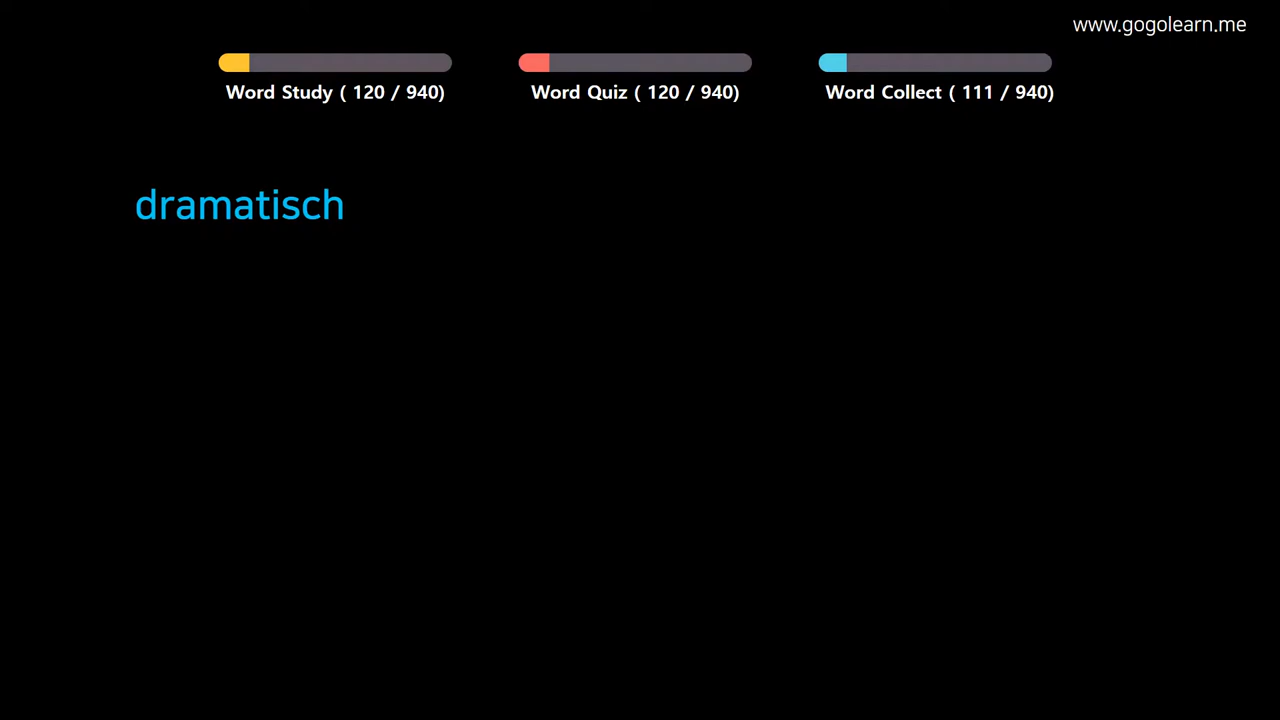 www.gogolearn.me
Word Study ( 120 / 940)
Word Quiz ( 120 / 940)
Word Collect ( 111 / 940)
dramatisch